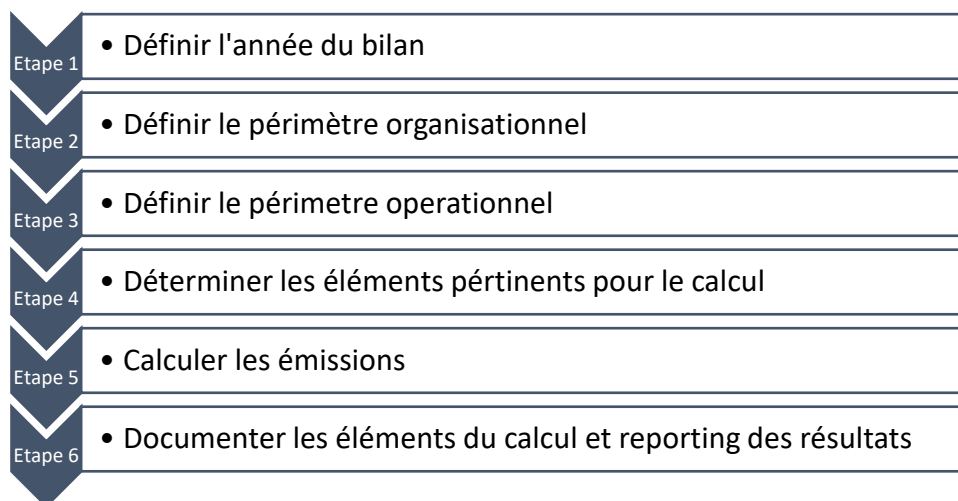 Etape 1
• Définir l'année du bilan
Etape 2
• Définir le périmètre organisationnel
Etape 3
• Définir le périmetre operationnel
Etape 4
• Déterminer les éléments pértinents pour le calcul
Etape 5
• Calculer les émissions
Etape 6
• Documenter les éléments du calcul et reporting des résultats